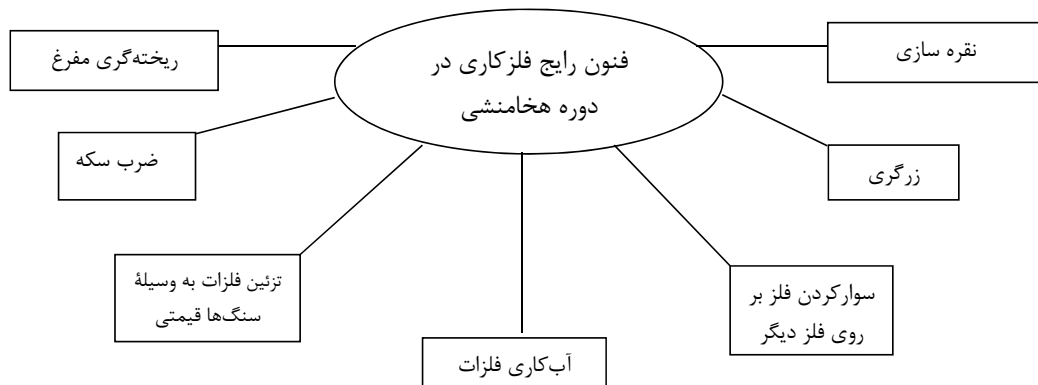 فنون رایج فلزکاری در
دوره هخامنشی
نقره سازی
زرگری
سوارکردن فلز بر
روی فلز دیگر
آب‌کاری فلزات
تزئین فلزات به وسیلۀ
سنگ‌ها قیمتی
ضرب سکه
ریخته‌گری مفرغ